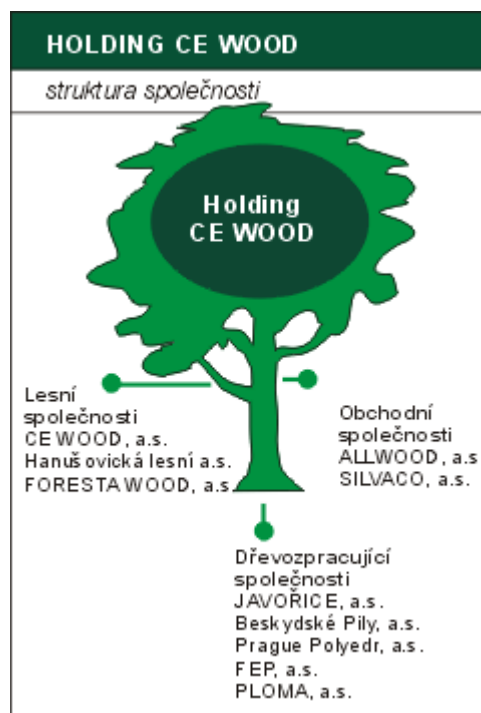 HOLDING CE WOOD
struktura společnosti
Holding
CE WOOD
Lesní
společnosti
CE WOOD, a.s.
Hanušovická lesní a.s.
FORESTA WOOD, a.s.
Obchodní
společnosti
ALLWOOD, a.s
SILVACO, a.s.
Dřevozpracující
společnosti
JAVOŘICE, a.s.
Beskydské Pily, a.s.
Prague Polyedr, a.s.
FEP, a.s.
PLOMA, a.s.